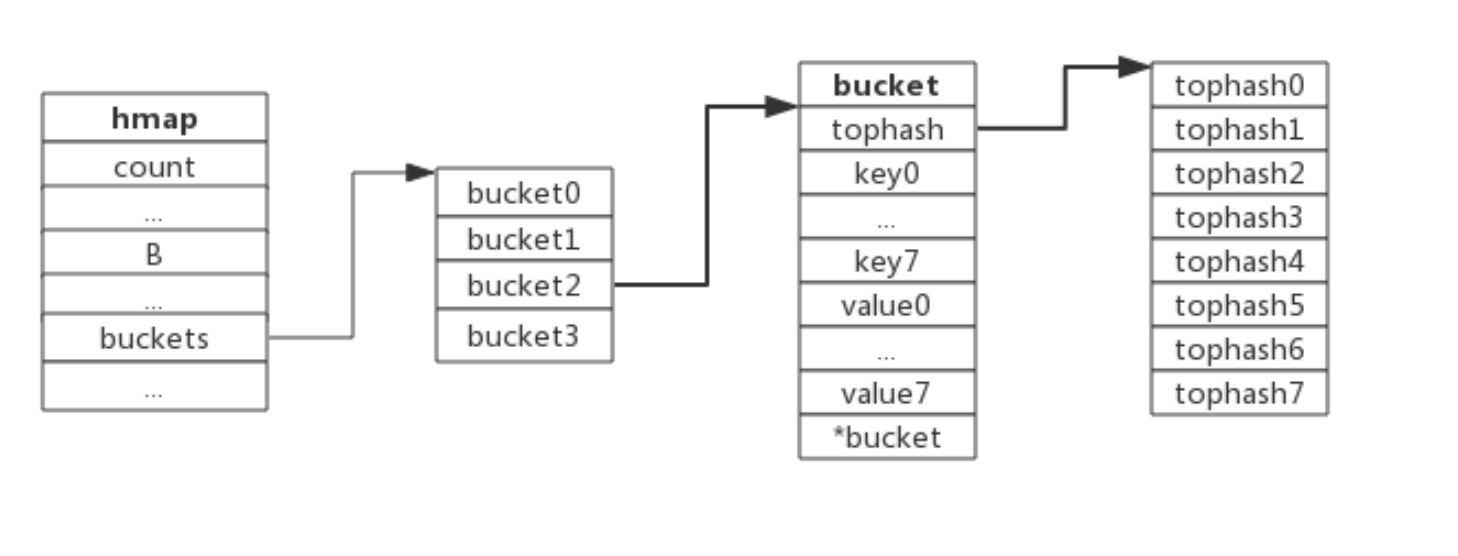 hmap
count
...
B
...
buckets
...
bucket0
bucket1
bucket2
bucket3
bucket
tophash
key0
...
key7
value0
...
value7
*bucket
tophash0
tophash1
tophash2
tophash3
tophash4
tophash5
tophash6
tophash7